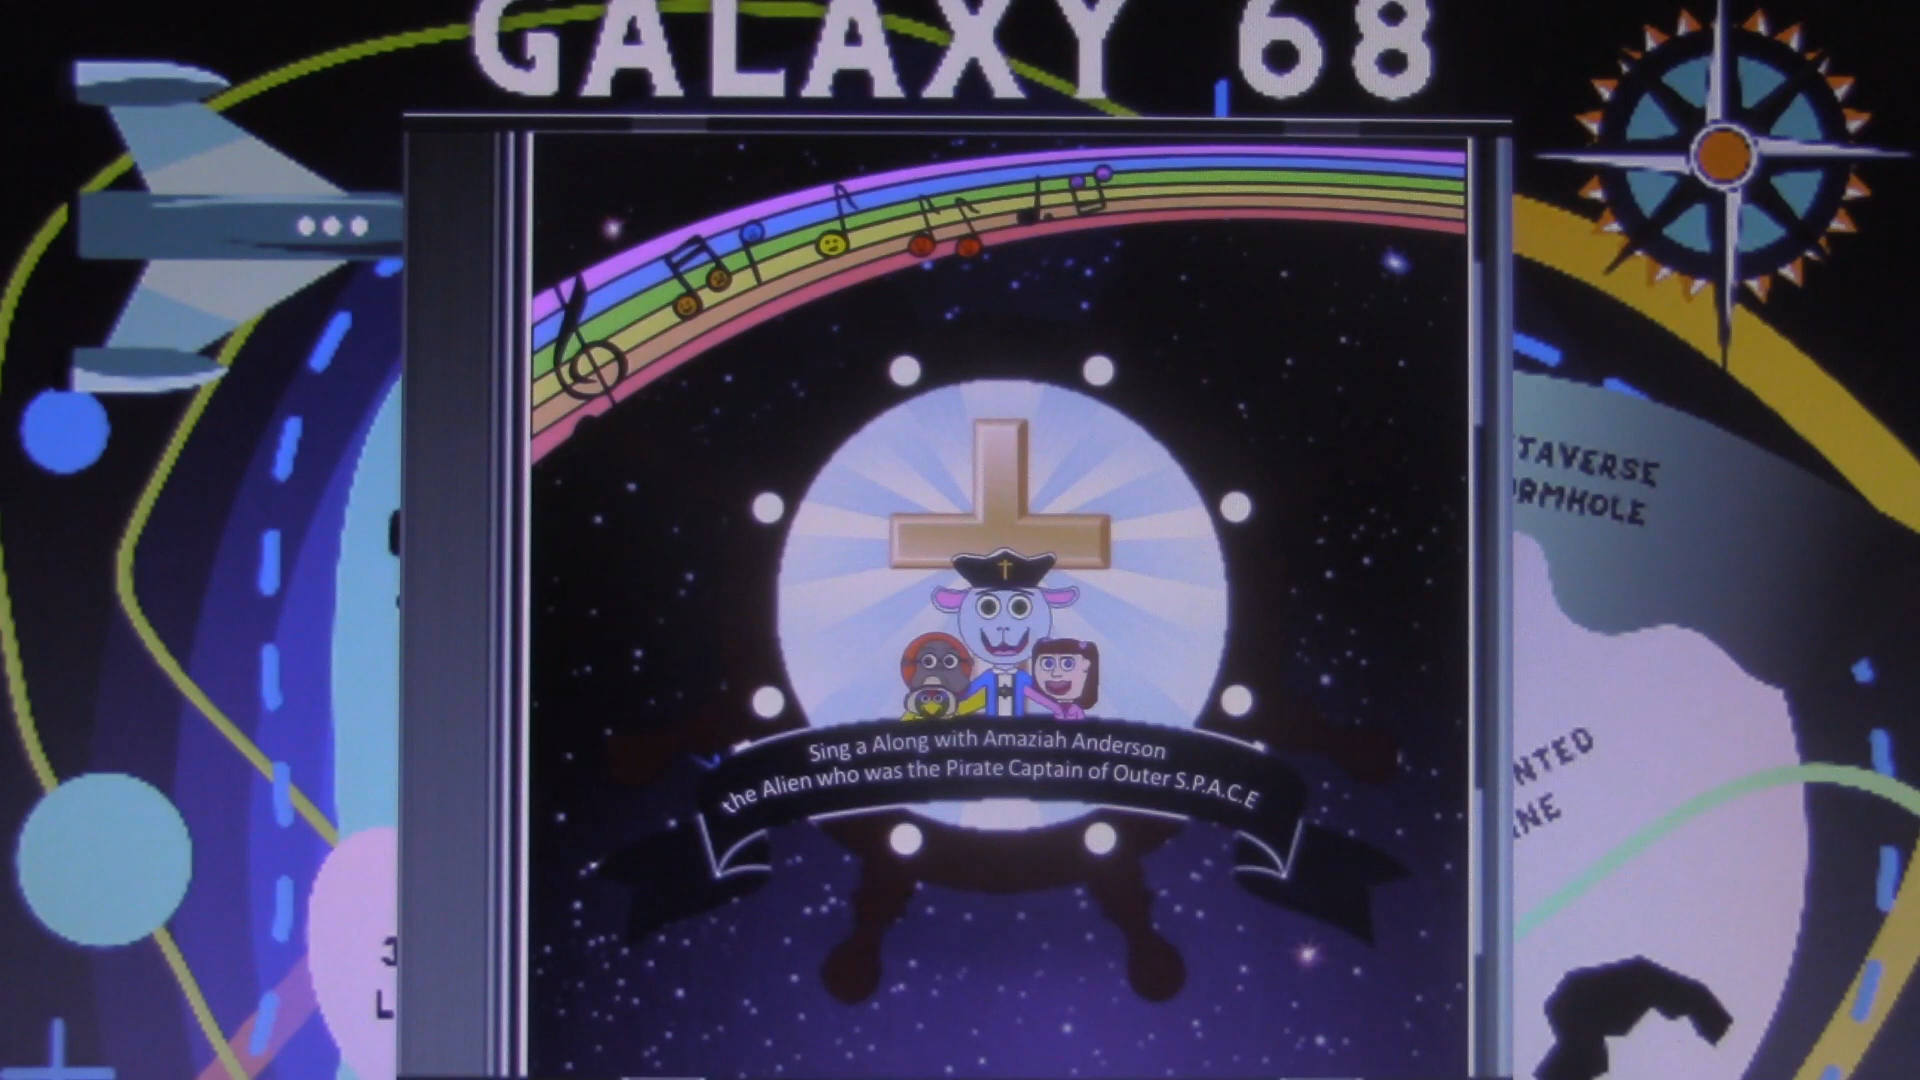 GALAXY 68
Sing a Along with Amaziah Anderson
the Alien who was the Pirate Captain of Outer S.P.A.C.E
TAVERSE
RMHOLE
NTED
NE